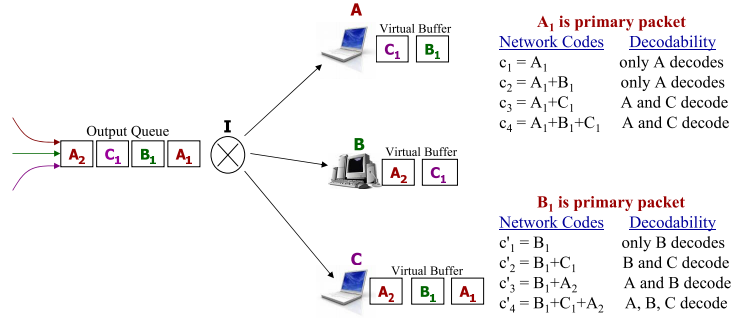 A
Virtual Buffer
C1 B1
A1 is primary packet
Network Codes Decodability
c1 = A1 only A decodes
c2 = A1+B1 only A decodes
c3 = A1+C1 A and C decode
c4 = A1+B1+C1 A and C decode
Output Queue
I
A2 C1 B1 A1
B
Virtual Buffer
A2 C1
B1 is primary packet
Network Codes Decodability
c'1 = B1 only B decodes
c'2 = B1+C1 B and C decode
c'3 = B1+A2 A and B decode
c'4 = B1+C1+A2 A, B, C decode
C
Virtual Buffer
A2 B1 A1